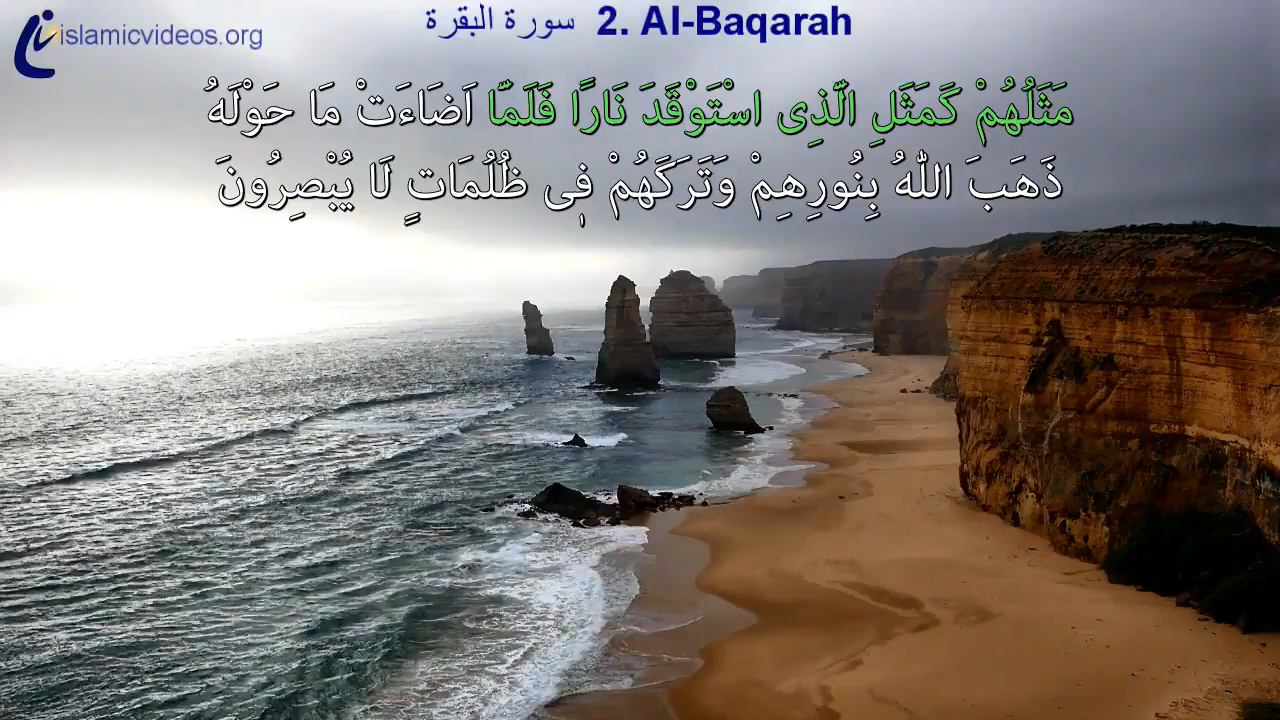 islamicvideos.org
سورة البقرة 2. Al-Baqarah
مَثَلُهُمْ كَمَثَلِ الَّذِى اسْتَوْقَدَ نَارًا فَلَمَّا اَضَاءَتْ مَا حَوْلَهُ
ذَهَبَ اللّٰهُ بِنُورِهِمْ وَتَرَكَهُمْ فٖى ظُلُمَاتٍ لَا يُبْصِرُونَ